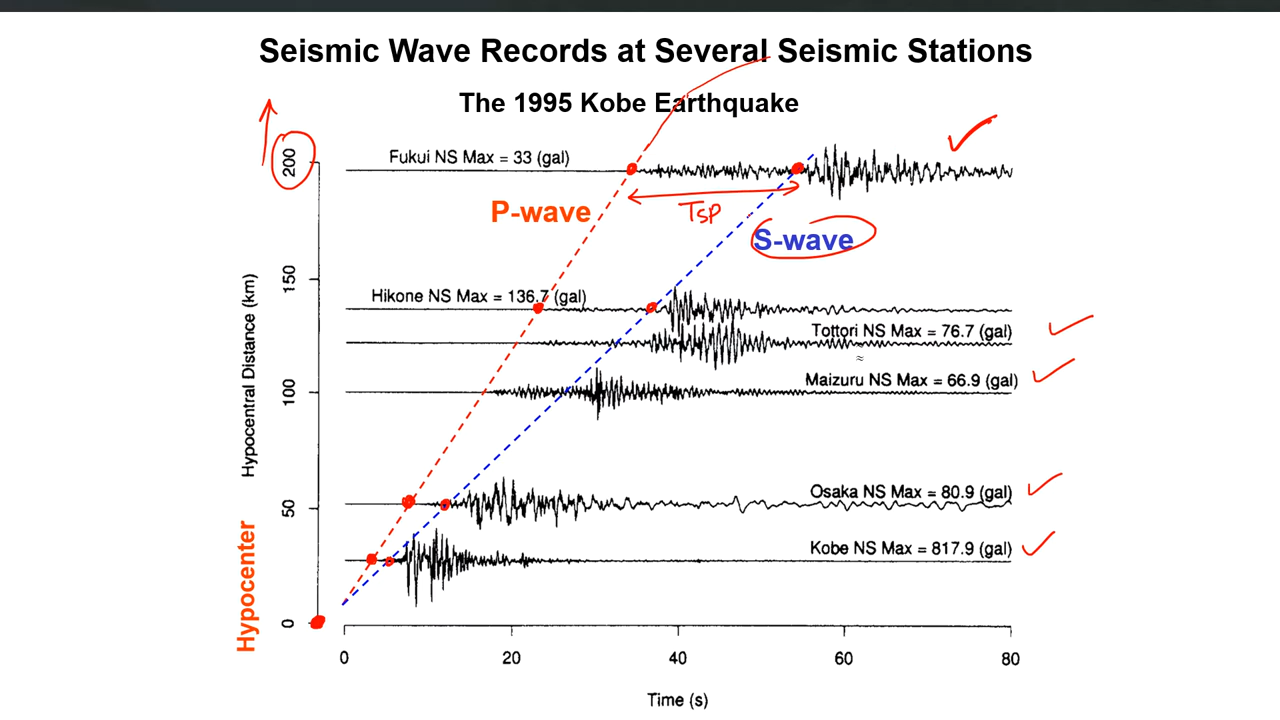 Seismic Wave Records at Several Seismic Stations
The 1995 Kobe Earthquake
200
Fukui NS Max = 33 (gal)
P-wave
TSP
S-wave
150
Hikone NS Max = 136.7 (gal)
Tottori NS Max = 76.7 (gal)
Maizuru NS Max = 66.9 (gal)
100
Hypocentral Distance (km)
Osaka NS Max = 80.9 (gal)
50
Kobe NS Max = 817.9 (gal)
Hypocenter
0
0 20 40 60 80
Time (s)